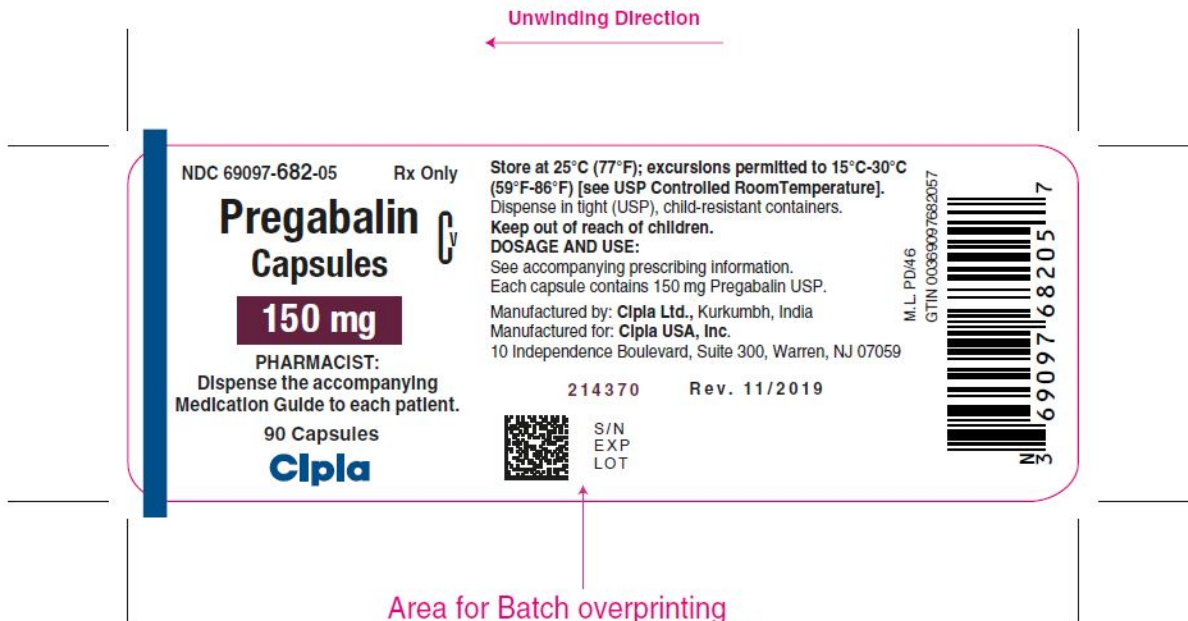 Unwinding Direction
NDC 69097-682-05 Rx Only
Pregabalin
Capsules
CV
150 mg
PHARMACIST:
Dispense the accompanying
Medication Guide to each patient.
90 Capsules
Cipla
Store at 25°C (77°F); excursions permitted to 15°C-30°C
(59°F-86°F) [see USP Controlled RoomTemperature].
Dispense in tight (USP), child-resistant containers.
Keep out of reach of children.
DOSAGE AND USE:
See accompanying prescribing information.
Each capsule contains 150 mg Pregabalin USP.
Manufactured by: Cipla Ltd., Kurkumbh, India
Manufactured for: Cipla USA, Inc.
10 Independence Boulevard, Suite 300, Warren, NJ 07059
214370 Rev. 11/2019
S/N
EXP
LOT
M.L. PD/46
GTIN 00369097682057
N
3 69097 68205 7
Area for Batch overprinting